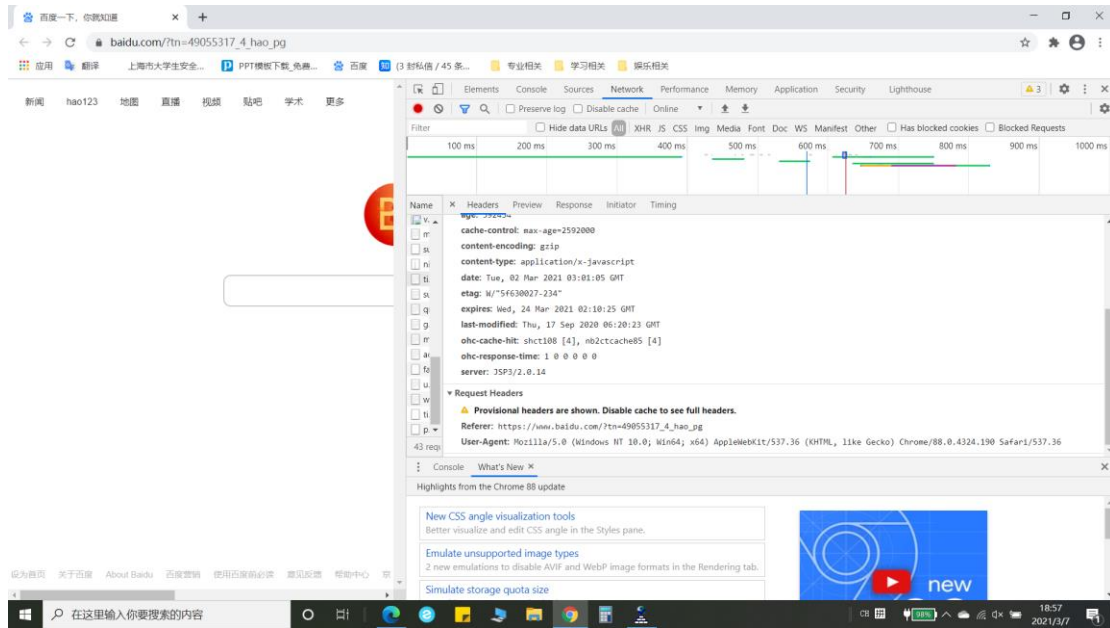 百度一下，你就知道
baidu.com/?tn=49055317_4_hao_pg
应用 翻译 上海市大学生安全... PPT模板下载_免费... 百度 (3 封私信 / 45 条... 专业相关 学习相关 娱乐相关
新闻 hao123 地图 直播 视频 贴吧 学术 更多
Elements Console Sources Network Performance Memory Application Security Lighthouse 3
Preserve log Disable cache Online
Filter Hide data URLs All XHR JS CSS Img Media Font Doc WS Manifest Other Has blocked cookies Blocked Requests
100 ms 200 ms 300 ms 400 ms 500 ms 600 ms 700 ms 800 ms 900 ms 1000 ms
Name Headers Preview Response Initiator Timing
cache-control: max-age=2592000
content-encoding: gzip
content-type: application/x-javascript
date: Tue, 02 Mar 2021 03:01:05 GMT
etag: W/"5f630027-234"
expires: Wed, 24 Mar 2021 02:10:25 GMT
last-modified: Thu, 17 Sep 2020 06:20:23 GMT
ohc-cache-hit: shct108 [4], nb2ctcache85 [4]
ohc-response-time: 1 0 0 0 0 0
server: JSP3/2.0.14
Request Headers
Provisional headers are shown. Disable cache to see full headers.
Referer: https://www.baidu.com/?tn=49055317_4_hao_pg
User-Agent: Mozilla/5.0 (Windows NT 10.0; Win64; x64) AppleWebKit/537.36 (KHTML, like Gecko) Chrome/88.0.4324.190 Safari/537.36
43 requ
Console What's New
Highlights from the Chrome 88 update
New CSS angle visualization tools
Better visualize and edit CSS angle in the Styles pane.
Emulate unsupported image types
2 new emulations to disable AVIF and WebP image formats in the Rendering tab.
Simulate storage quota size
new
设为首页 关于百度 About Baidu 百度营销 使用百度前必读 意见反馈 帮助中心 京
在这里输入你要搜索的内容
98%
18:57
2021/3/7